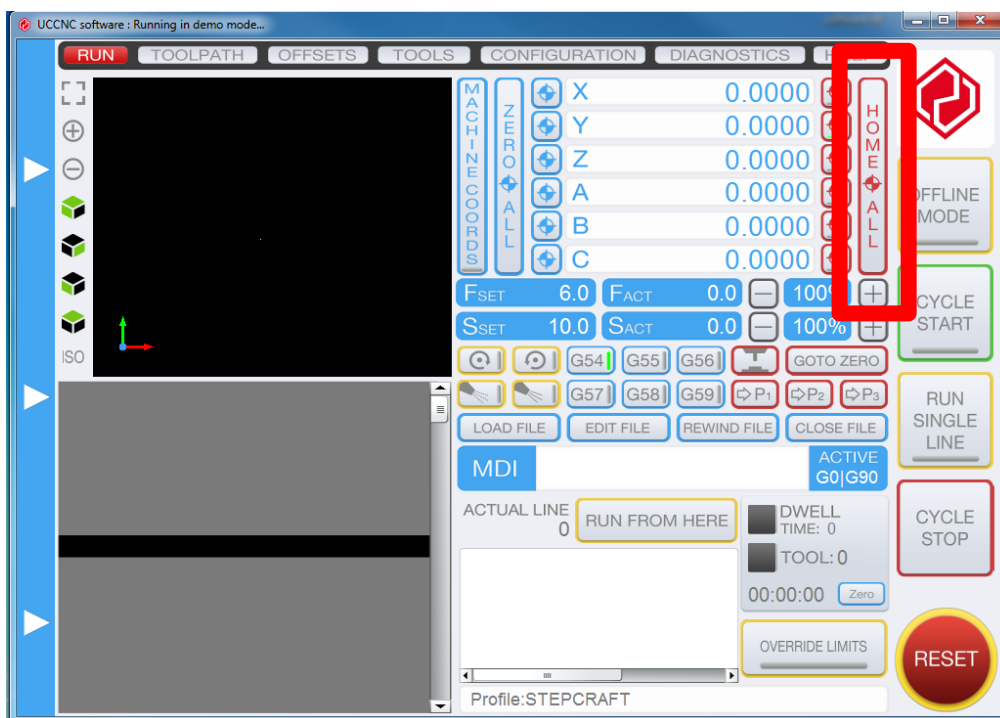 UCCNC software : Running in demo mode...
RUN TOOLPATH OFFSETS TOOLS CONFIGURATION DIAGNOSTICS
MACHINE COORDS
ZERO ALL
X 0.0000
Y 0.0000
Z 0.0000
A 0.0000
B 0.0000
C 0.0000
HOME ALL
OFFLINE MODE
ISO
FSET 6.0 FACT 0.0 100%
SSET 10.0 SACT 0.0 100%
CYCLE START
G54 G55 G56 GOTO ZERO
G57 G58 G59 P1 P2 P3
LOAD FILE EDIT FILE REWIND FILE CLOSE FILE
RUN SINGLE LINE
MDI ACTIVE G0|G90
ACTUAL LINE 0 RUN FROM HERE
DWELL TIME: 0
TOOL: 0
00:00:00 Zero
CYCLE STOP
OVERRIDE LIMITS
RESET
Profile:STEPCRAFT